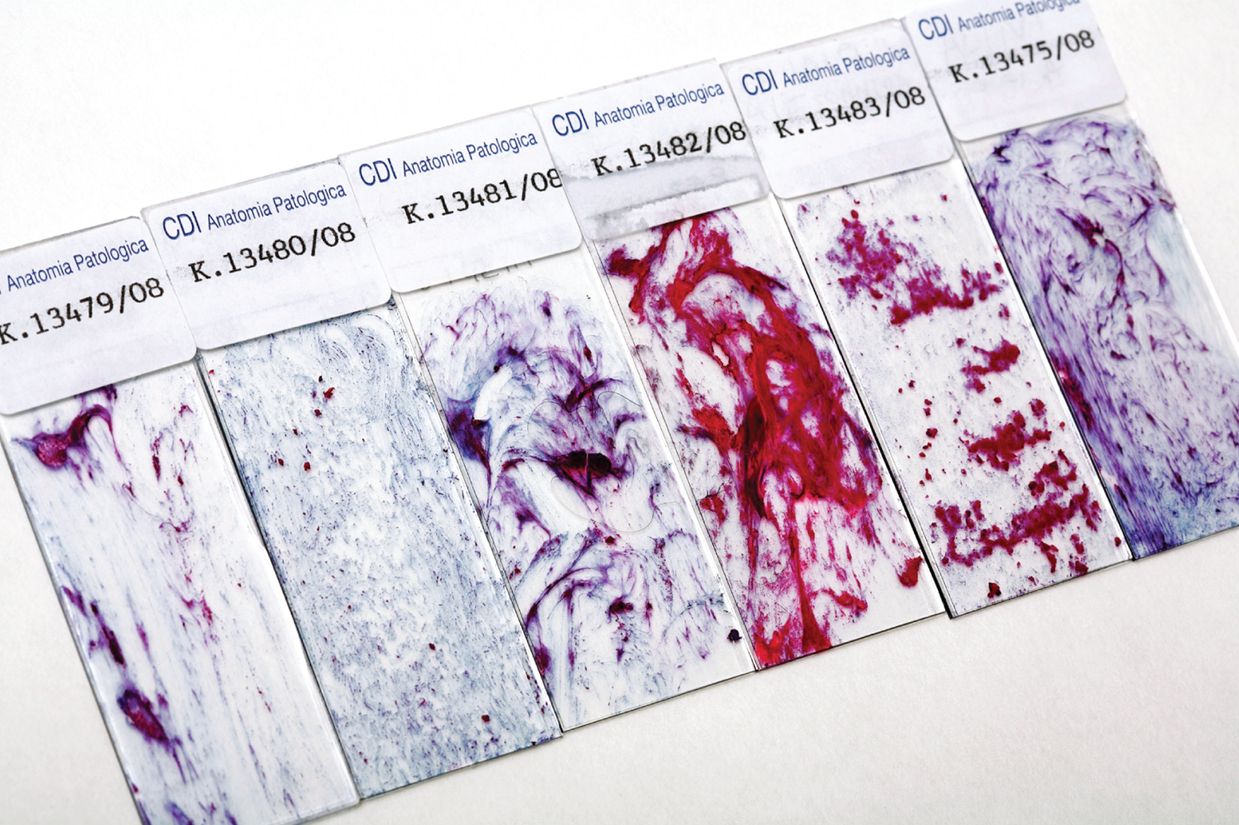 Anatomia Patologica
K.13479/08
CDI Anatomia Patologica
K.13480/08
CDI Anatomia Patologica
K.13481/08
CDI Anatomia Patologica
K.13482/08
CDI Anatomia Patologica
K.13483/08
CDI Anatomia Patologica
K.13475/08